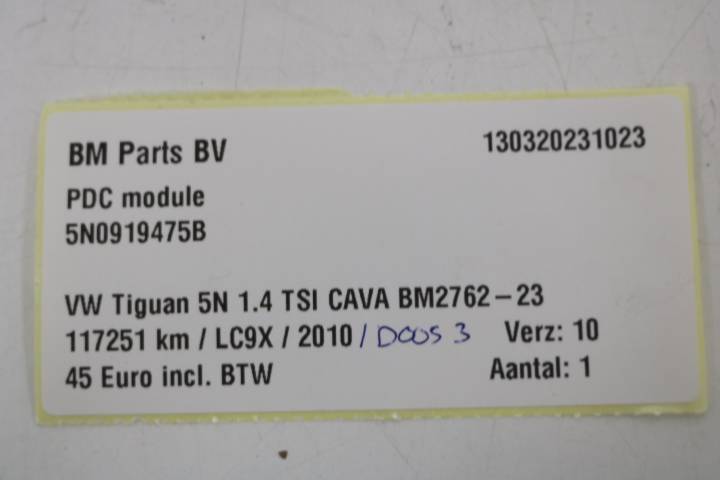 BM Parts BV 130320231023
PDC module
5N0919475B
VW Tiguan 5N 1.4 TSI CAVA BM2762-23
117251 km / LC9X / 2010 / DOOS 3 Verz: 10
45 Euro incl. BTW Aantal: 1